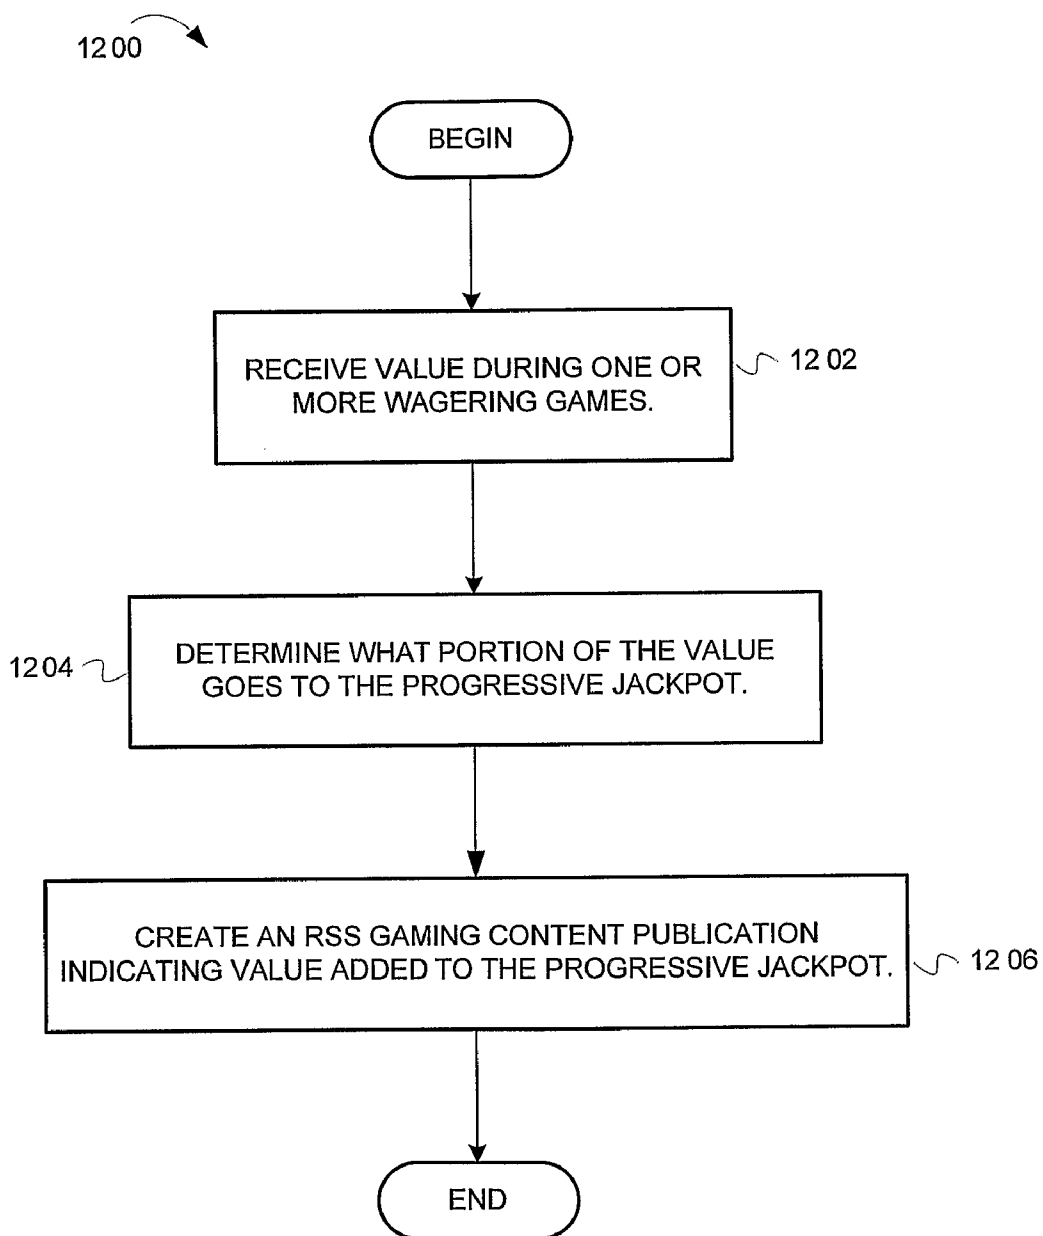 1200
BEGIN
RECEIVE VALUE DURING ONE OR
MORE WAGERING GAMES.
1202
DETERMINE WHAT PORTION OF THE VALUE
GOES TO THE PROGRESSIVE JACKPOT.
1204
CREATE AN RSS GAMING CONTENT PUBLICATION
INDICATING VALUE ADDED TO THE PROGRESSIVE JACKPOT.
1206
END